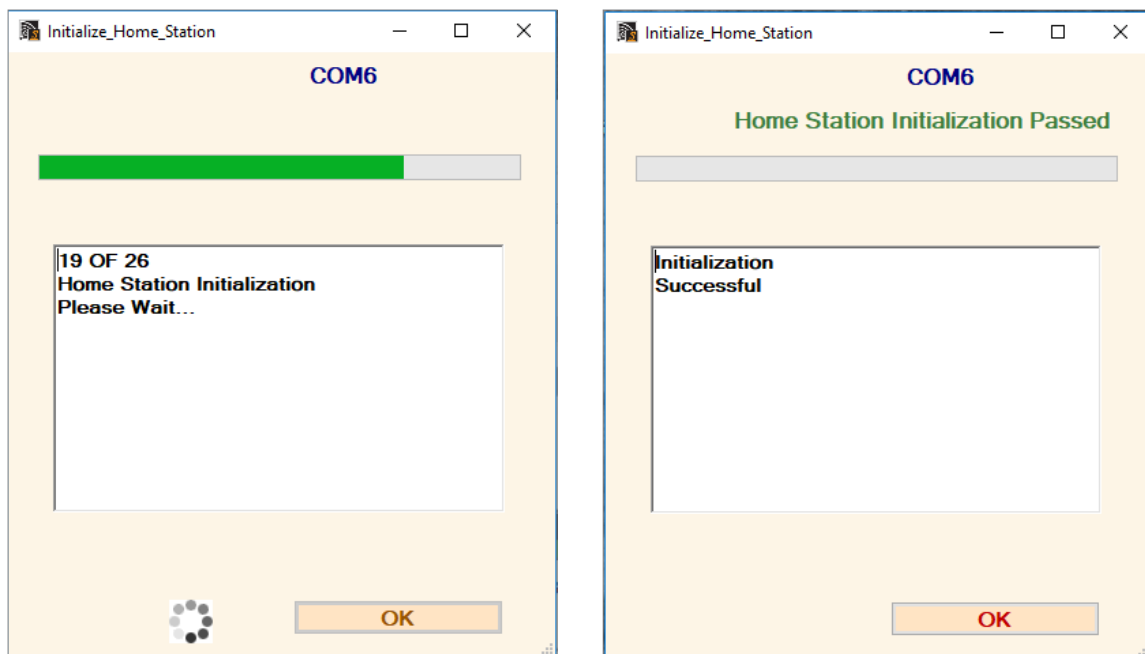 Initialize_Home_Station
COM6
19 OF 26
Home Station Initialization
Please Wait...
OK
Initialize_Home_Station
COM6
Home Station Initialization Passed
Initialization
Successful
OK